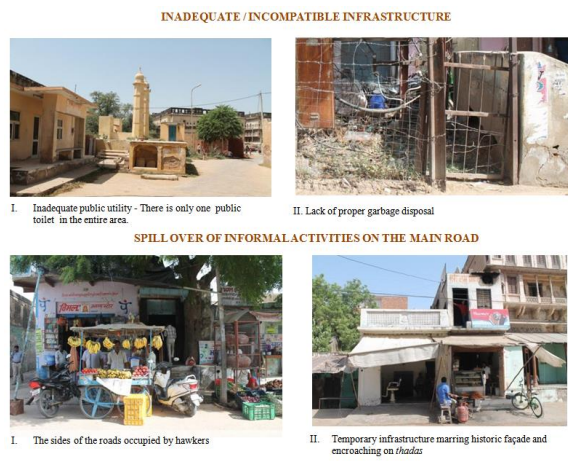 INADEQUATE / INCOMPATIBLE INFRASTRUCTURE
I. Inadequate public utility - There is only one public
toilet in the entire area.
II. Lack of proper garbage disposal
SPILL OVER OF INFORMAL ACTIVITIES ON THE MAIN ROAD
I. The sides of the roads occupied by hawkers
II. Temporary infrastructure marring historic façade and
encroaching on thadas